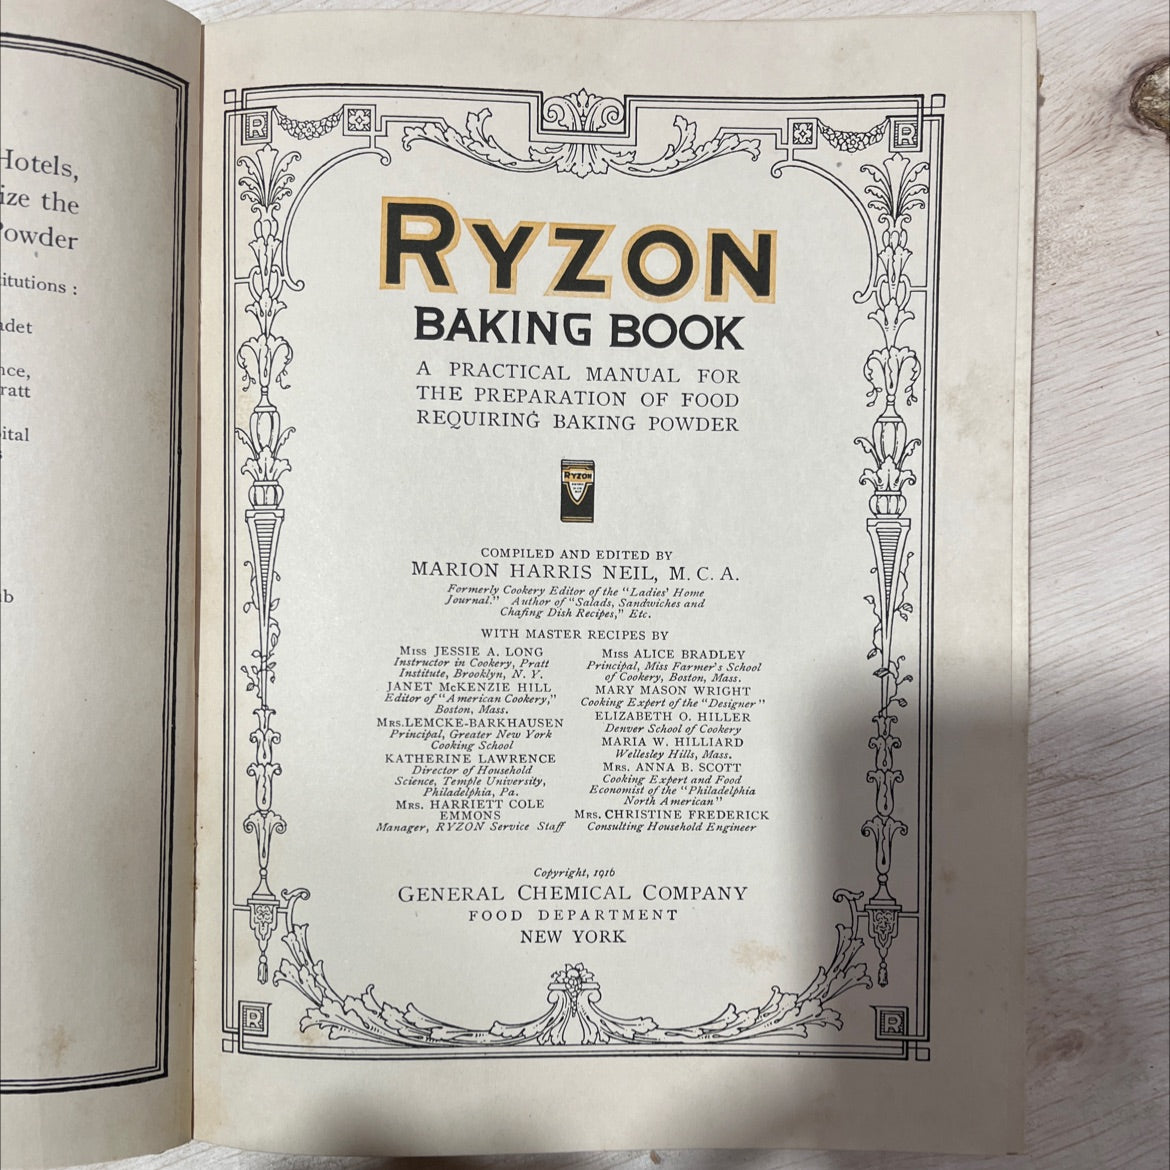 Hotels,
ize the
Powder
titutions :
adet
nce,
ratt
ital
R
R
RYZON
BAKING BOOK
A PRACTICAL MANUAL FOR
THE PREPARATION OF FOOD
REQUIRING BAKING POWDER
RYZON
COMPILED AND EDITED BY
MARION HARRIS NEIL, M. C. A.
Formerly Cookery Editor of the "Ladies' Home
Journal." Author of "Salads, Sandwiches and
Chafing Dish Recipes," Etc.
WITH MASTER RECIPES BY
Miss JESSIE A. LONG
Instructor in Cookery, Pratt
Institute, Brooklyn, N. Y.
JANET McKENZIE HILL
Editor of "American Cookery,"
Boston, Mass.
Mrs. LEMCKE-BARKHAUSEN
Principal, Greater New York
Cooking School
KATHERINE LAWRENCE
Director of Household
Science, Temple University,
Philadelphia, Pa.
Mrs. HARRIETT COLE
EMMONS
Manager, RYZON Service Staff
Miss ALICE BRADLEY
Principal, Miss Farmer's School
of Cookery, Boston, Mass.
MARY MASON WRIGHT
Cooking Expert of the "Designer"
ELIZABETH O. HILLER
Denver School of Cookery
MARIA W. HILLIARD
Wellesley Hills, Mass.
Mrs. ANNA B. SCOTT
Cooking Expert and Food
Economist of the "Philadelphia
North American"
Mrs. CHRISTINE FREDERICK
Consulting Household Engineer
Copyright, 1916
GENERAL CHEMICAL COMPANY
FOOD DEPARTMENT
NEW YORK
R
R